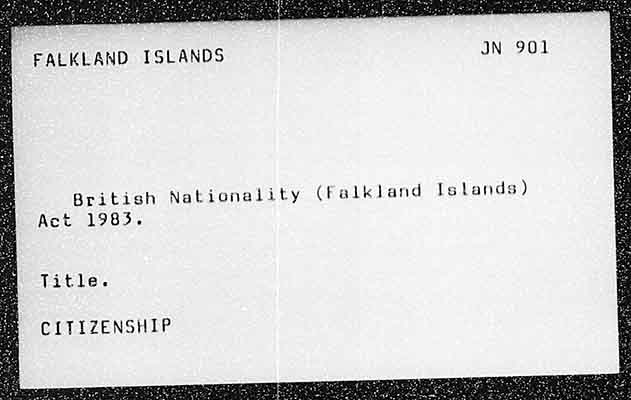 FALKLAND ISLANDS JN 901
British Nationality (Falkland Islands)
Act 1983.
Title.
CITIZENSHIP